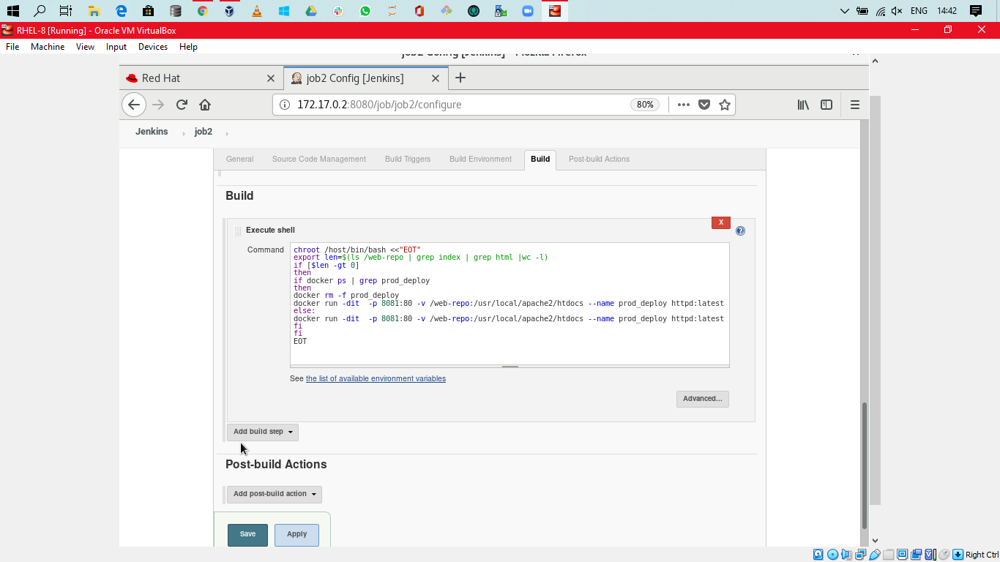 ENG 14:42
RHEL-8 [Running] - Oracle VM VirtualBox
File Machine View Input Devices Help
job2 Config [Jenkins] - Mozilla Firefox
Red Hat
job2 Config [Jenkins]
172.17.0.2:8080/job/job2/configure
80%
Jenkins job2
General Source Code Management Build Triggers Build Environment Build Post-build Actions
Build
X
Execute shell
Command
chroot /host/bin/bash <<"EOT"
export len=$(ls /web-repo | grep index | grep html |wc -l)
if [$len -gt 0]
then
if docker ps | grep prod_deploy
then
docker rm -f prod_deploy
docker run -dit  -p 8081:80 -v /web-repo:/usr/local/apache2/htdocs --name prod_deploy httpd:latest
else:
docker run -dit  -p 8081:80 -v /web-repo:/usr/local/apache2/htdocs --name prod_deploy httpd:latest
fi
fi
EOT
See the list of available environment variables
Advanced...
Add build step
Post-build Actions
Add post-build action
Save Apply
Right Ctrl